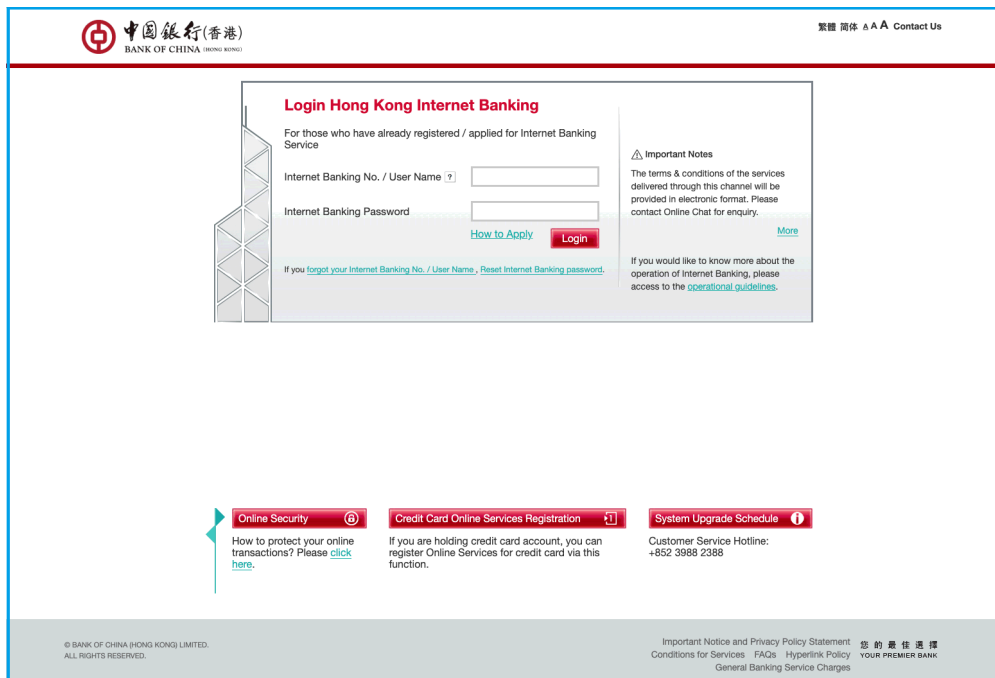 中國銀行(香港)
BANK OF CHINA (HONG KONG)
繁體 简体 A A A Contact Us
Login Hong Kong Internet Banking
For those who have already registered / applied for Internet Banking
Service
Internet Banking No. / User Name ?
Internet Banking Password
How to Apply Login
If you forgot your Internet Banking No. / User Name , Reset Internet Banking password.
Important Notes
The terms & conditions of the services
delivered through this channel will be
provided in electronic format. Please
contact Online Chat for enquiry.
More
If you would like to know more about the
operation of Internet Banking, please
access to the operational guidelines.
Online Security
How to protect your online
transactions? Please click
here.
Credit Card Online Services Registration
If you are holding credit card account, you can
register Online Services for credit card via this
function.
System Upgrade Schedule
Customer Service Hotline:
+852 3988 2388
© BANK OF CHINA (HONG KONG) LIMITED.
ALL RIGHTS RESERVED.
Important Notice and Privacy Policy Statement
Conditions for Services FAQs Hyperlink Policy
General Banking Service Charges
您的最佳選擇
YOUR PREMIER BANK